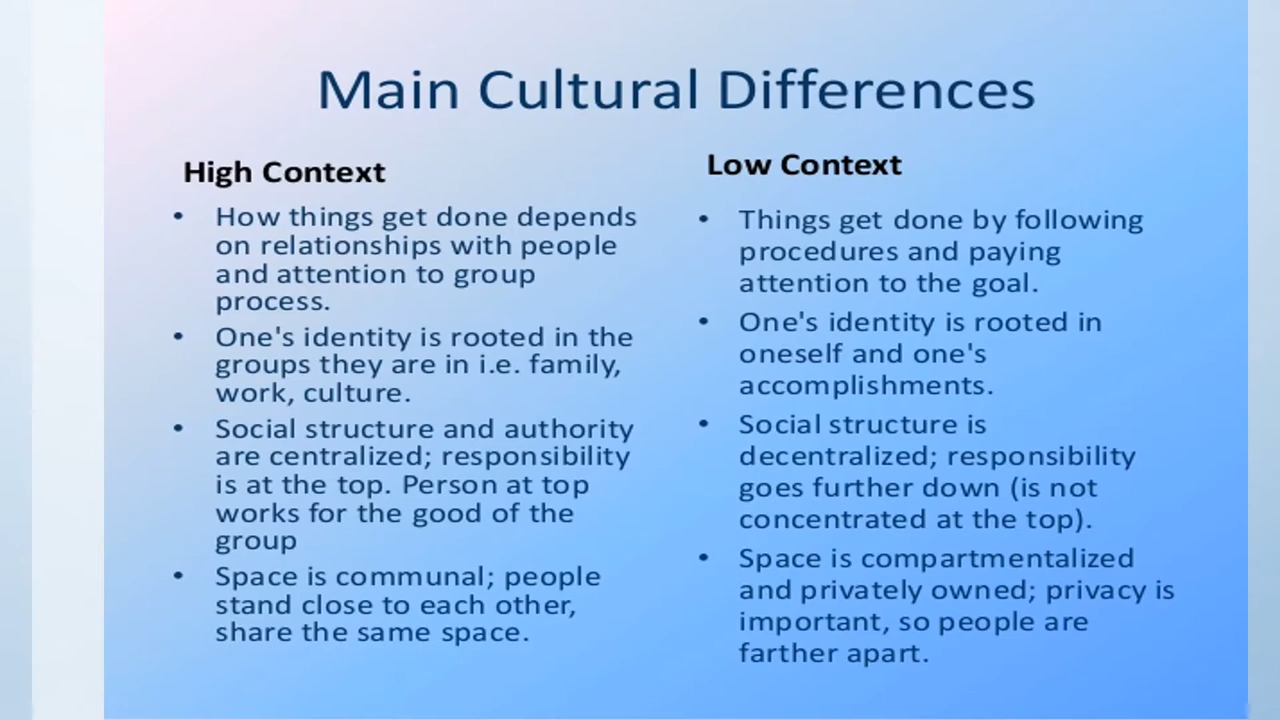 Main Cultural Differences
High Context
• How things get done depends
on relationships with people
and attention to group
process.
• One's identity is rooted in the
groups they are in i.e. family,
work, culture.
• Social structure and authority
are centralized; responsibility
is at the top. Person at top
works for the good of the
group
• Space is communal; people
stand close to each other,
share the same space.
Low Context
• Things get done by following
procedures and paying
attention to the goal.
• One's identity is rooted in
oneself and one's
accomplishments.
• Social structure is
decentralized; responsibility
goes further down (is not
concentrated at the top).
• Space is compartmentalized
and privately owned; privacy is
important, so people are
farther apart.